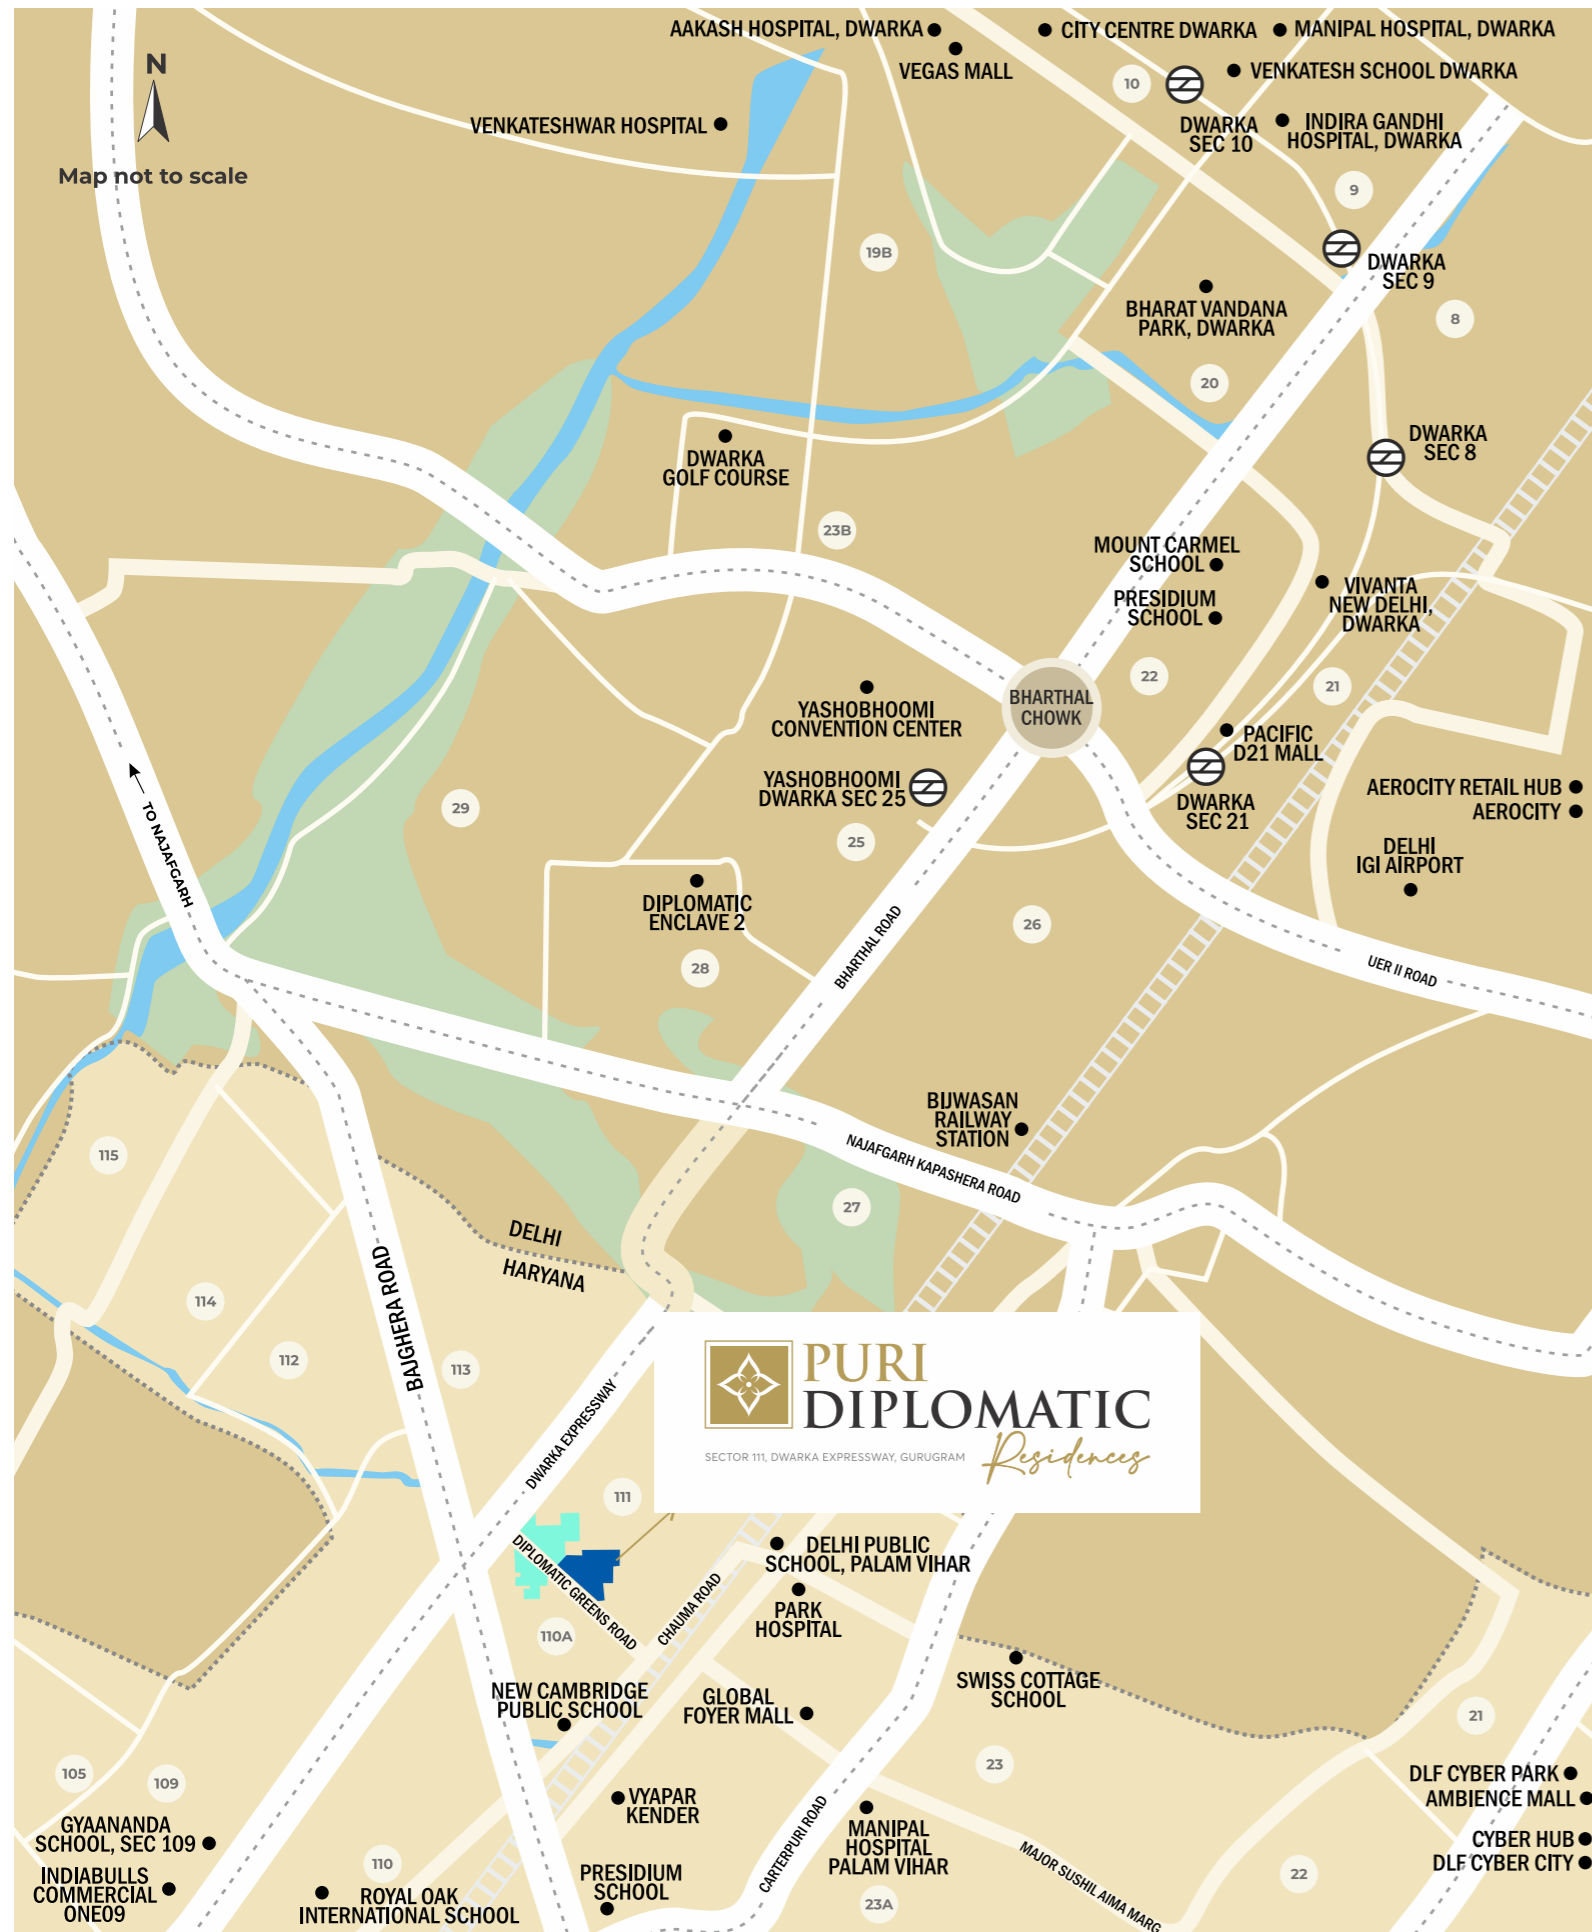 AAKASH HOSPITAL, DWARKA
CITY CENTRE DWARKA
MANIPAL HOSPITAL, DWARKA
VEGAS MALL
VENKATESH SCHOOL DWARKA
N
10
VENKATESHWAR HOSPITAL
DWARKA
SEC 10
INDIRA GANDHI
HOSPITAL, DWARKA
Map not to scale
9
19B
DWARKA
SEC 9
BHARAT VANDANA
PARK, DWARKA
8
20
DWARKA
GOLF COURSE
DWARKA
SEC 8
23B
MOUNT CARMEL
SCHOOL
PRESIDIUM
SCHOOL
VIVANTA
NEW DELHI,
DWARKA
22
21
BHARTHAL
CHOWK
YASHOBHOOMI
CONVENTION CENTER
PACIFIC
D21 MALL
YASHOBHOOMI
DWARKA SEC 25
DWARKA
SEC 21
AEROCITY RETAIL HUB
AEROCITY
TO NAJAFGARH
29
25
DELHI
IGI AIRPORT
DIPLOMATIC
ENCLAVE 2
26
BHARTHAL ROAD
28
UER II ROAD
BIJWASAN
RAILWAY
STATION
115
NAJAFGARH KAPASHERA ROAD
27
DELHI
HARYANA
114
BAJGHERA ROAD
112
113
PURI
DIPLOMATIC
Residences
SECTOR 111, DWARKA EXPRESSWAY, GURUGRAM
DWARKA EXPRESSWAY
111
DIPLOMATIC GREENS ROAD
CHAUMA ROAD
DELHI PUBLIC
SCHOOL, PALAM VIHAR
PARK
HOSPITAL
110A
NEW CAMBRIDGE
PUBLIC SCHOOL
GLOBAL
FOYER MALL
SWISS COTTAGE
SCHOOL
21
105
109
23
DLF CYBER PARK
AMBIENCE MALL
VYAPAR
KENDER
GYAANANDA
SCHOOL, SEC 109
MANIPAL
HOSPITAL
PALAM VIHAR
CARTERPURI ROAD
CYBER HUB
DLF CYBER CITY
110
INDIABULLS
COMMERCIAL
ONE09
ROYAL OAK
INTERNATIONAL SCHOOL
PRESIDIUM
SCHOOL
23A
MAJOR SUSHIL AIMA MARG
22